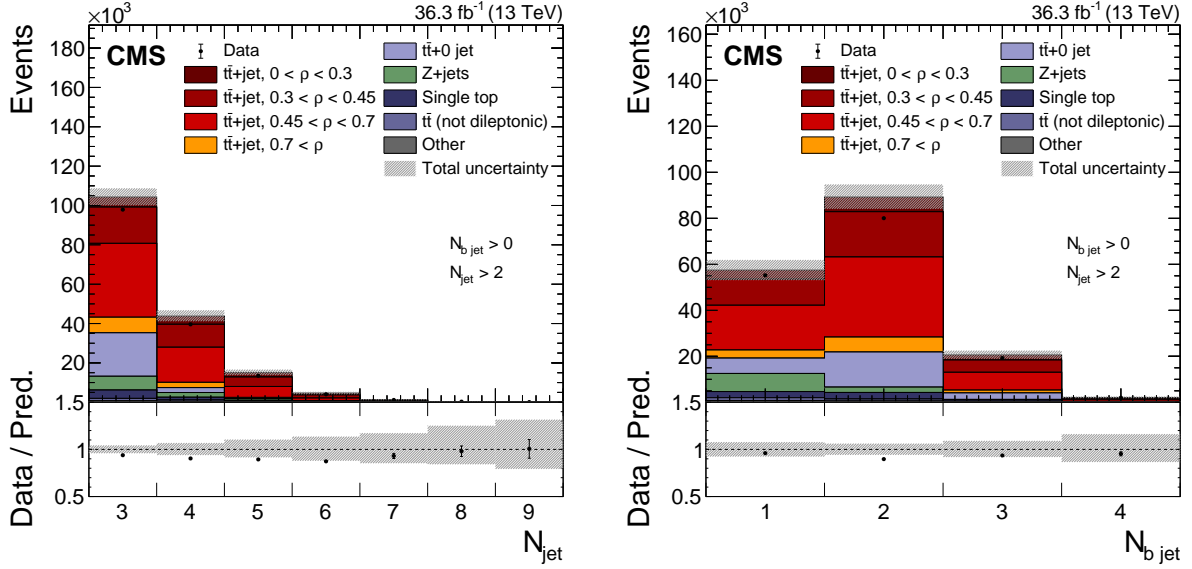 ×10³ 36.3 fb⁻¹ (13 TeV)
CMS
Events
180
160
140
120
100
80
60
40
20
Data
tt̄+jet, 0 < ρ < 0.3
tt̄+jet, 0.3 < ρ < 0.45
tt̄+jet, 0.45 < ρ < 0.7
tt̄+jet, 0.7 < ρ
tt̄+0 jet
Z+jets
Single top
tt̄ (not dileptonic)
Other
Total uncertainty
N_b jet > 0
N_jet > 2
Data / Pred.
1.5
1
0.5
3 4 5 6 7 8 9
N_jet
×10³ 36.3 fb⁻¹ (13 TeV)
CMS
Events
160
140
120
100
80
60
40
20
Data
tt̄+jet, 0 < ρ < 0.3
tt̄+jet, 0.3 < ρ < 0.45
tt̄+jet, 0.45 < ρ < 0.7
tt̄+jet, 0.7 < ρ
tt̄+0 jet
Z+jets
Single top
tt̄ (not dileptonic)
Other
Total uncertainty
N_b jet > 0
N_jet > 2
Data / Pred.
1.5
1
0.5
1 2 3 4
N_b jet